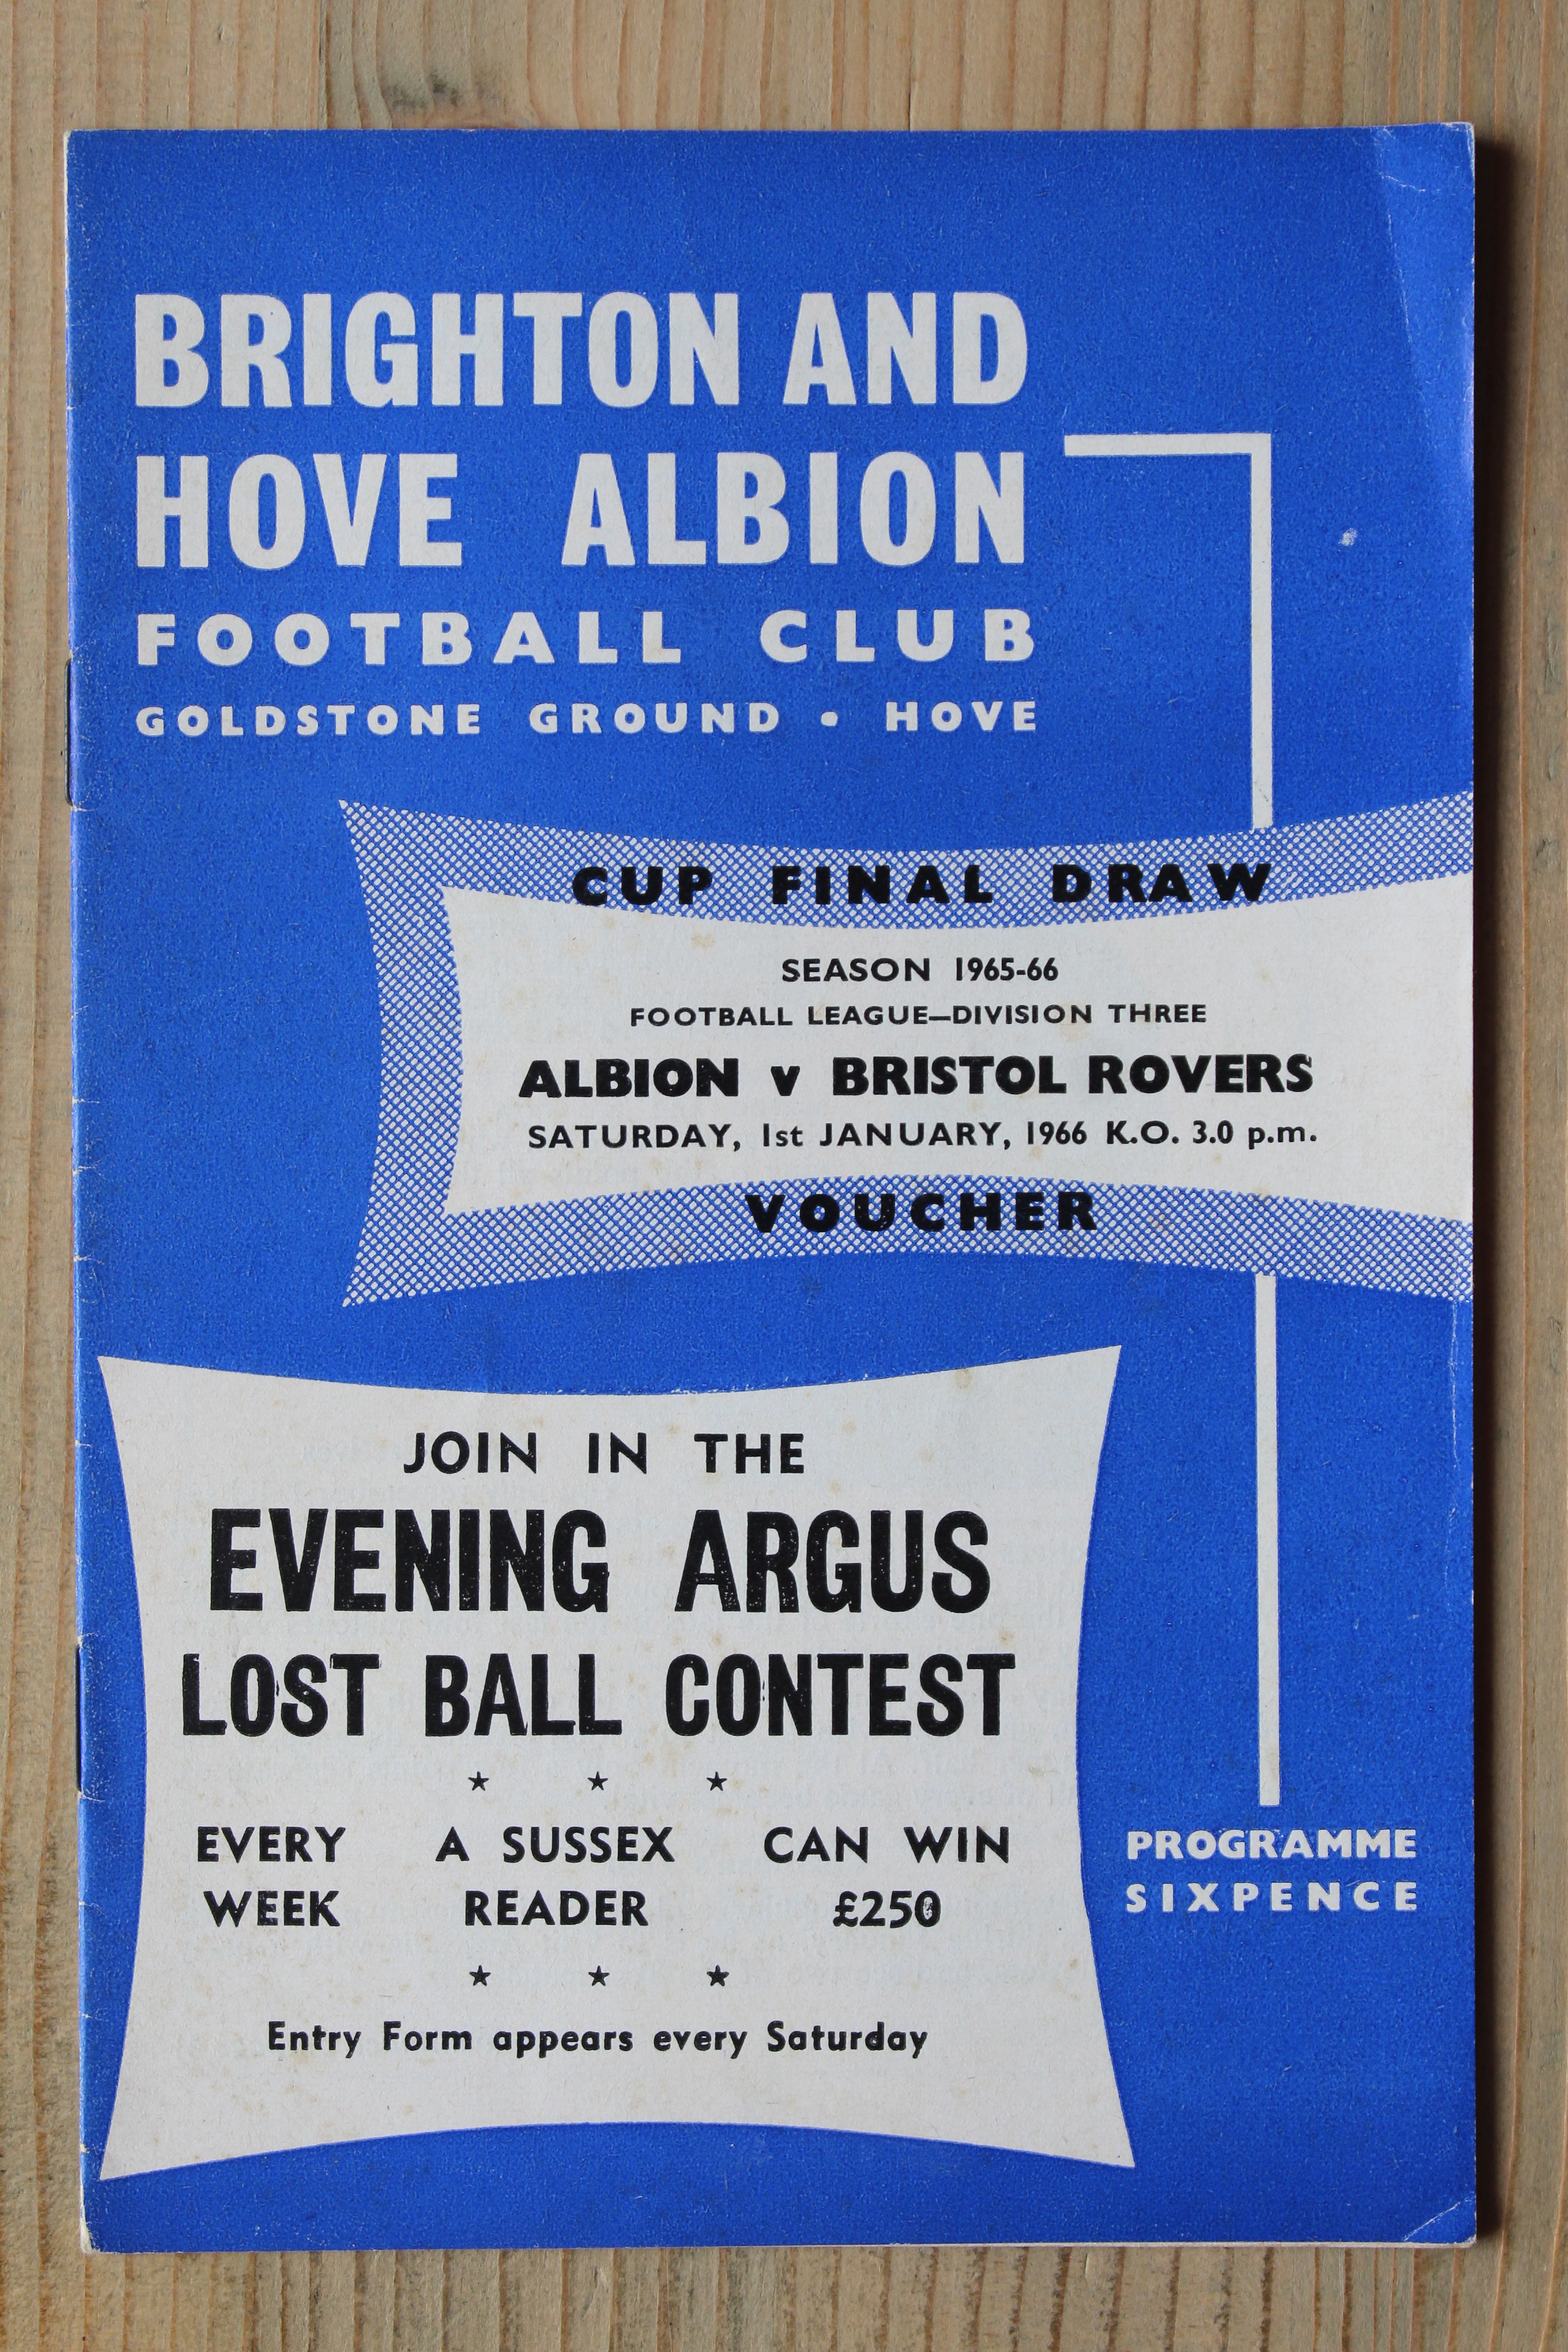 BRIGHTON AND
HOVE ALBION
FOOTBALL CLUB
GOLDSTONE GROUND • HOVE
CUP FINAL DRAW
SEASON 1965-66
FOOTBALL LEAGUE—DIVISION THREE
ALBION v BRISTOL ROVERS
SATURDAY, 1st JANUARY, 1966 K.O. 3.0 p.m.
VOUCHER
JOIN IN THE
EVENING ARGUS
LOST BALL CONTEST
★ ★ ★
EVERY A SUSSEX CAN WIN
WEEK READER £250
★ ★ ★
Entry Form appears every Saturday
PROGRAMME
SIXPENCE